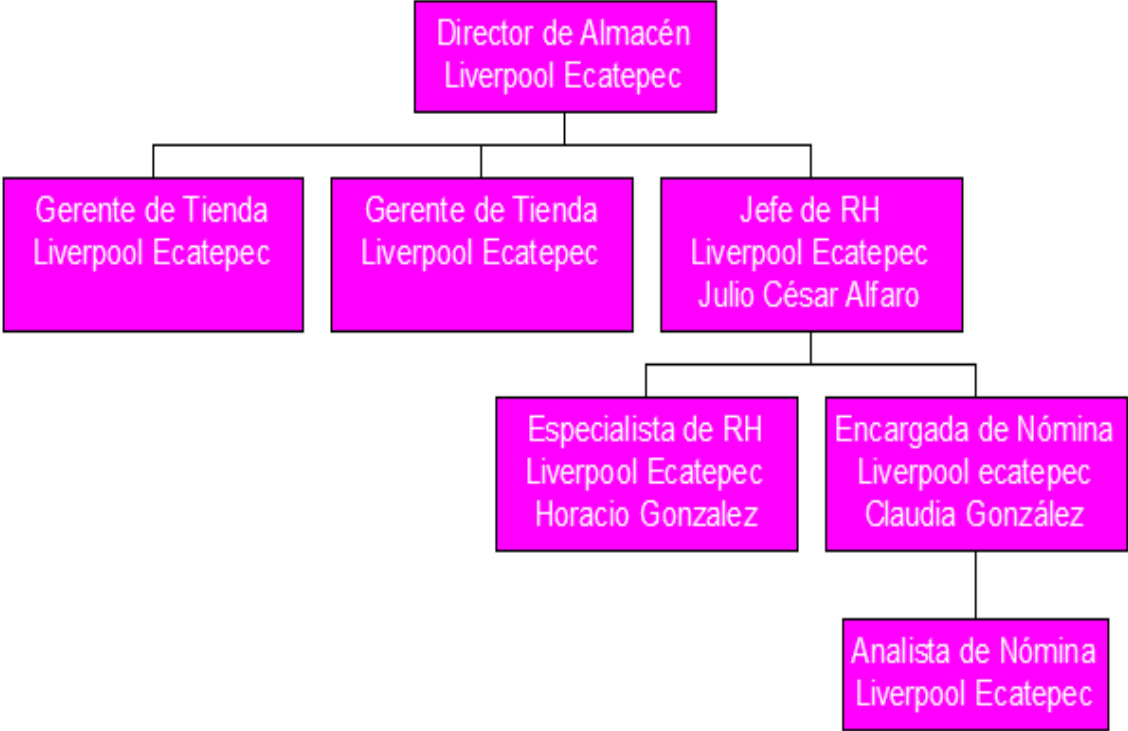 Director de Almacén
Liverpool Ecatepec
Gerente de Tienda
Liverpool Ecatepec
Gerente de Tienda
Liverpool Ecatepec
Jefe de RH
Liverpool Ecatepec
Julio César Alfaro
Especialista de RH
Liverpool Ecatepec
Horacio Gonzalez
Encargada de Nómina
Liverpool ecatepec
Claudia González
Analista de Nómina
Liverpool Ecatepec